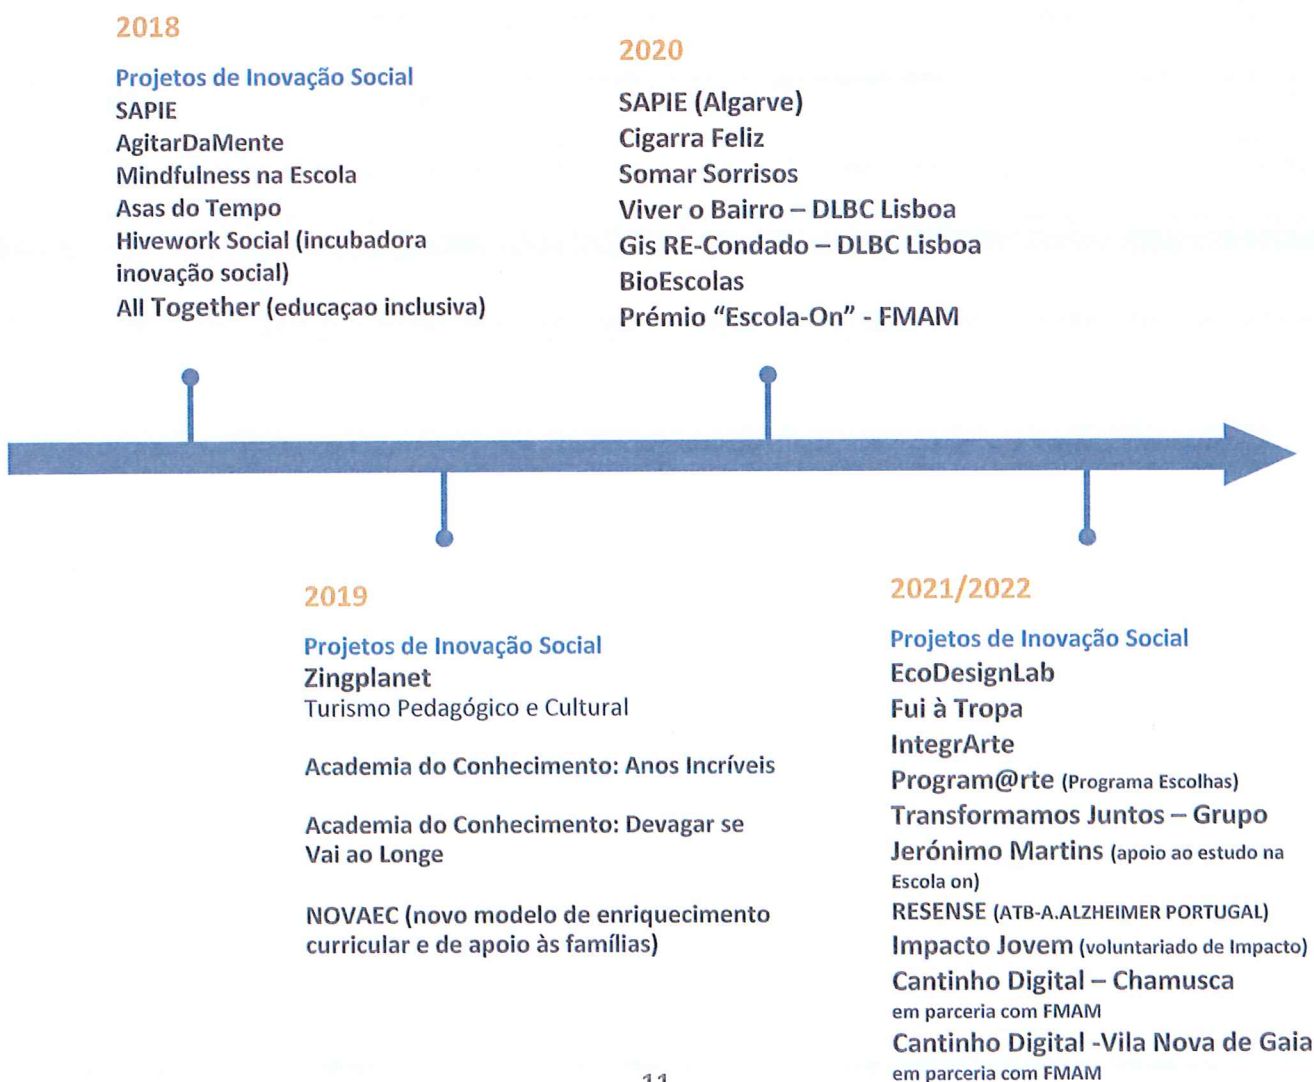 2018
Projetos de Inovação Social
SAPIE
AgitarDaMente
Mindfulness na Escola
Asas do Tempo
Hivework Social (incubadora
inovação social)
All Together (educaçao inclusiva)
2020
SAPIE (Algarve)
Cigarra Feliz
Somar Sorrisos
Viver o Bairro – DLBC Lisboa
Gis RE-Condado – DLBC Lisboa
BioEscolas
Prémio “Escola-On” - FMAM
2019
Projetos de Inovação Social
Zingplanet
Turismo Pedagógico e Cultural
Academia do Conhecimento: Anos Incríveis
Academia do Conhecimento: Devagar se
Vai ao Longe
NOVAEC (novo modelo de enriquecimento
curricular e de apoio às famílias)
2021/2022
Projetos de Inovação Social
EcoDesignLab
Fui à Tropa
IntegrArte
Program@rte (Programa Escolhas)
Transformamos Juntos – Grupo
Jerónimo Martins (apoio ao estudo na
Escola on)
RESENSE (ATB-A.ALZHEIMER PORTUGAL)
Impacto Jovem (voluntariado de Impacto)
Cantinho Digital – Chamusca
em parceria com FMAM
Cantinho Digital -Vila Nova de Gaia
em parceria com FMAM
11